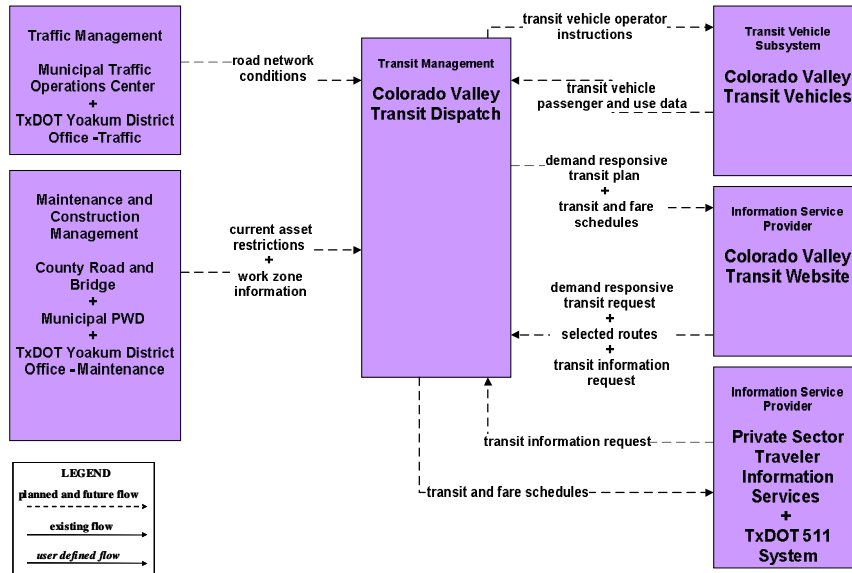 Traffic Management
Municipal Traffic
Operations Center
+
TxDOT Yoakum District
Office - Traffic
road network
conditions
Maintenance and
Construction
Management
County Road and
Bridge
+
Municipal PWD
+
TxDOT Yoakum District
Office - Maintenance
current asset
restrictions
+
work zone
information
Transit Management
Colorado Valley
Transit Dispatch
transit vehicle operator
instructions
transit vehicle
passenger and use data
demand responsive
transit plan
+
transit and fare
schedules
demand responsive
transit request
+
selected routes
+
transit information
request
transit information request
transit and fare schedules
Transit Vehicle
Subsystem
Colorado Valley
Transit Vehicles
Information Service
Provider
Colorado Valley
Transit Website
Information Service
Provider
Private Sector
Traveler
Information
Services
+
TxDOT 511
System
LEGEND
planned and future flow
existing flow
user defined flow